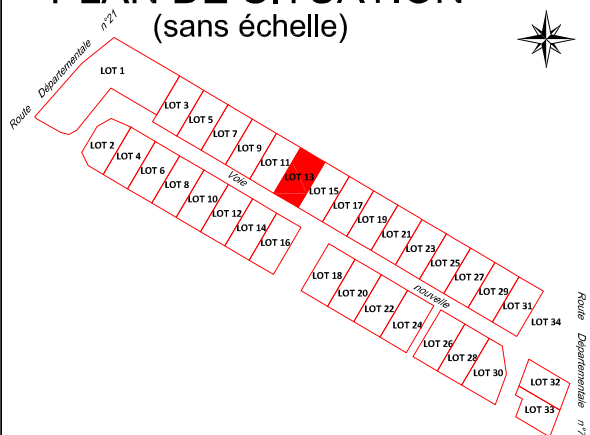 PLAN DE SITUATION
(sans échelle)
Route Départementale n°21
LOT 1
LOT 3
LOT 5
LOT 7
LOT 9
LOT 11
LOT 13
LOT 15
LOT 17
LOT 19
LOT 21
LOT 23
LOT 25
LOT 27
LOT 29
LOT 31
LOT 34
Voie
nouvelle
LOT 2
LOT 4
LOT 6
LOT 8
LOT 10
LOT 12
LOT 14
LOT 16
LOT 18
LOT 20
LOT 22
LOT 24
LOT 26
LOT 28
LOT 30
LOT 32
LOT 33
Route Départementale